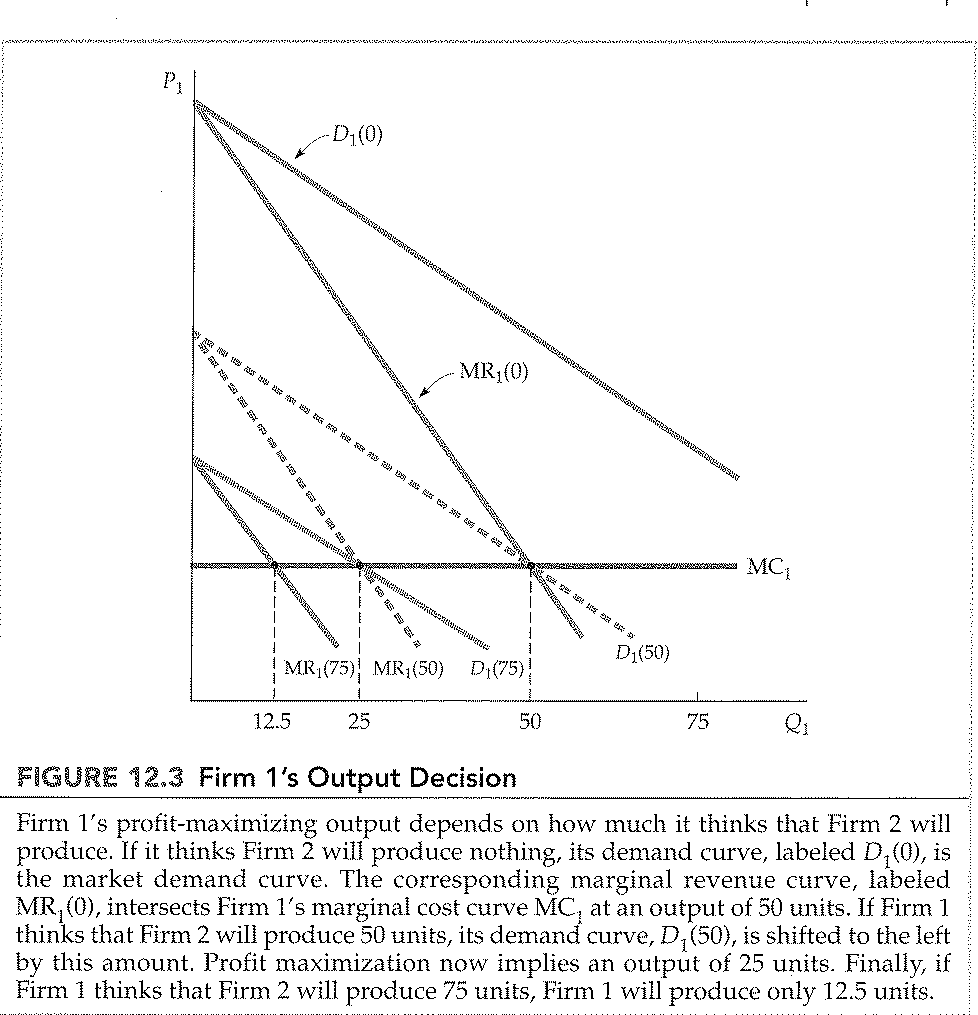 P₁
D₁(0)
MR₁(0)
MC₁
MR₁(75)
MR₁(50)
D₁(75)
D₁(50)
12.5
25
50
75
Q₁
FIGURE 12.3 Firm 1's Output Decision
Firm 1's profit-maximizing output depends on how much it thinks that Firm 2 will
produce. If it thinks Firm 2 will produce nothing, its demand curve, labeled D₁(0), is
the market demand curve. The corresponding marginal revenue curve, labeled
MR₁(0), intersects Firm 1's marginal cost curve MC₁ at an output of 50 units. If Firm 1
thinks that Firm 2 will produce 50 units, its demand curve, D₁(50), is shifted to the left
by this amount. Profit maximization now implies an output of 25 units. Finally, if
Firm 1 thinks that Firm 2 will produce 75 units, Firm 1 will produce only 12.5 units.